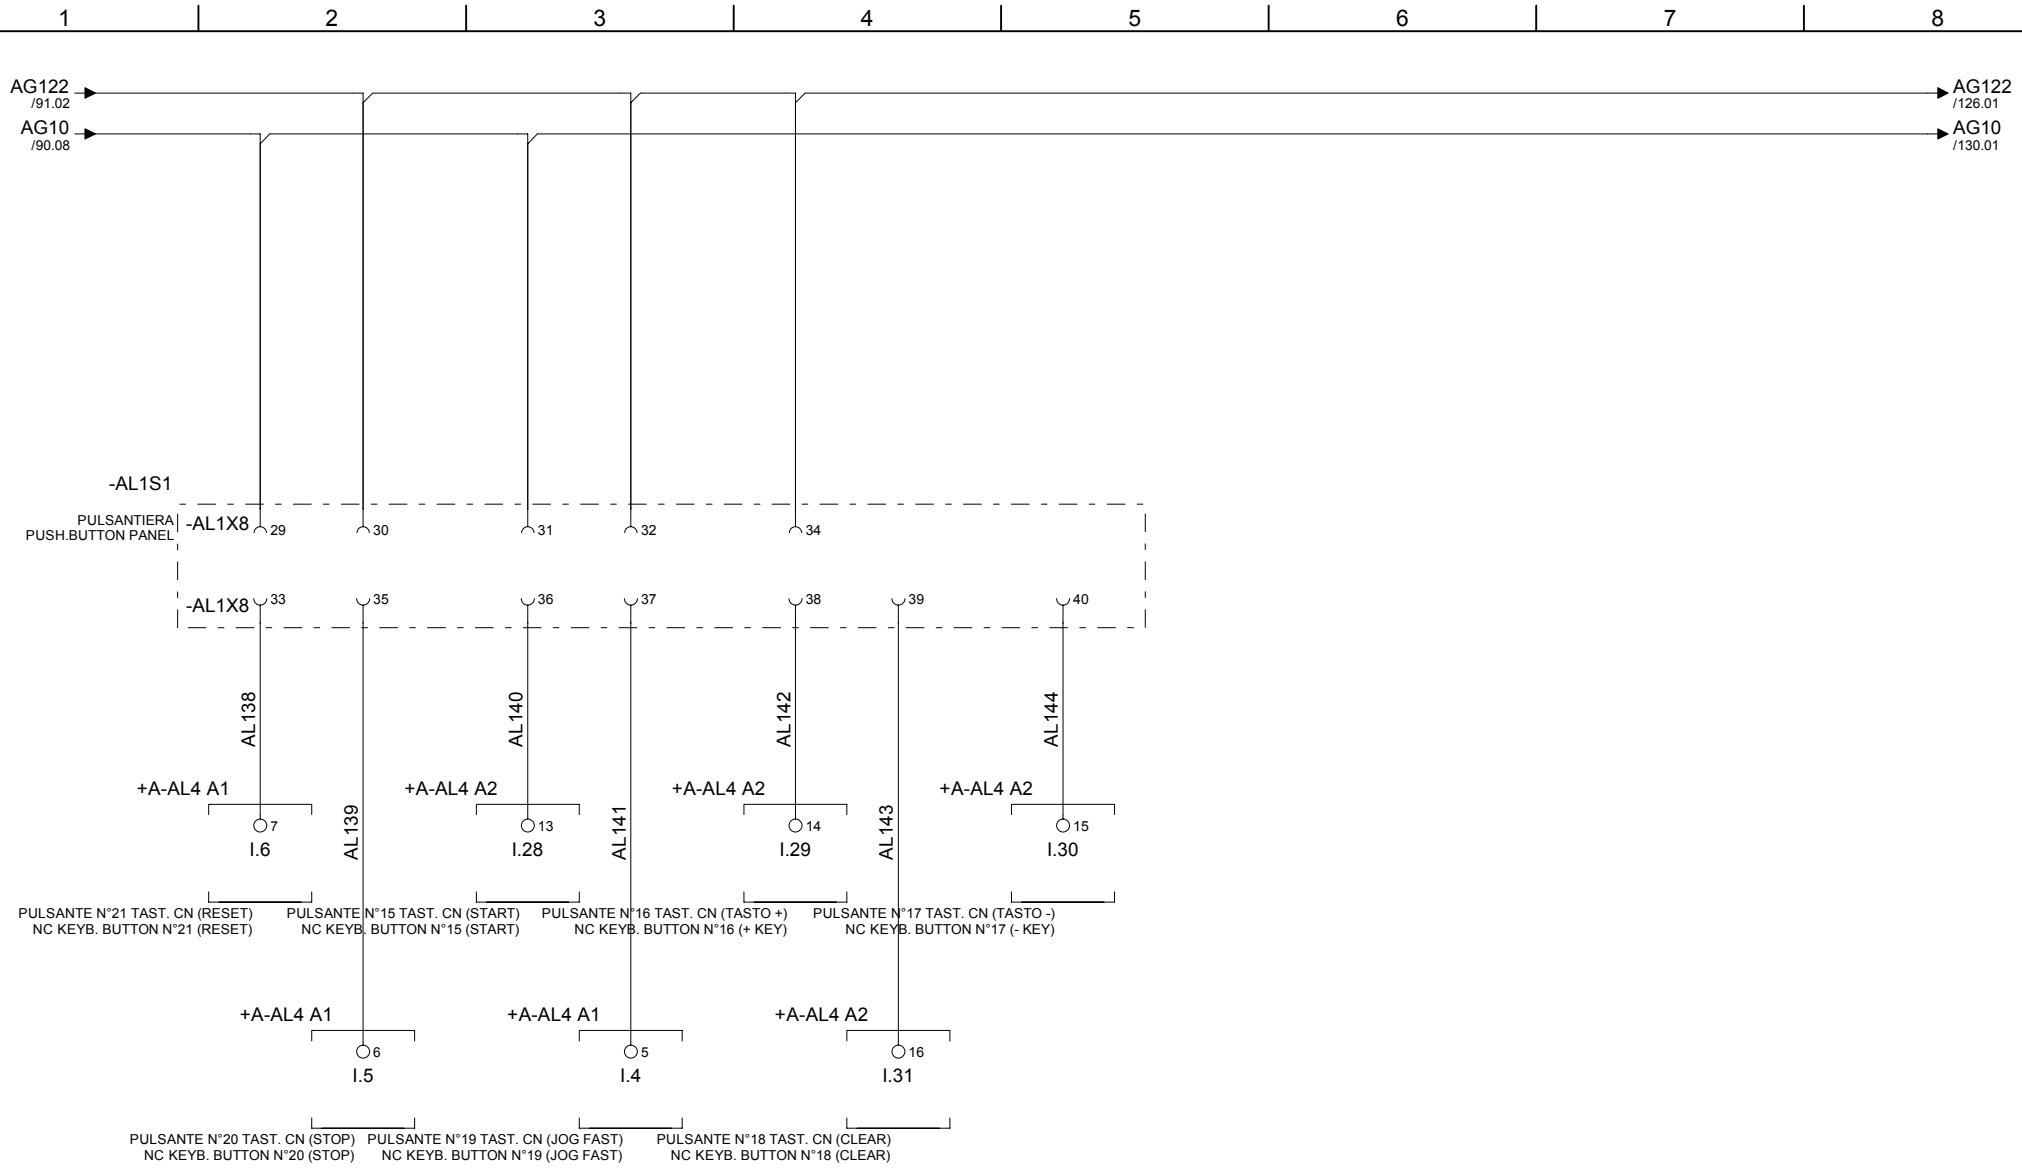 1 2 3 4 5 6 7 8
AG122 AG122
/91.02 /126.01
AG10 AG10
/90.08 /130.01
-AL1S1
PULSANTIERA
PUSH.BUTTON PANEL
-AL1X8 29 30 31 32 34
-AL1X8 33 35 36 37 38 39 40
AL138 AL140 AL142 AL144
+A-AL4 A1 +A-AL4 A2 +A-AL4 A2 +A-AL4 A2
AL139 AL141 AL143
7 13 14 15
I.6 I.28 I.29 I.30
PULSANTE N°21 TAST. CN (RESET) PULSANTE N°15 TAST. CN (START) PULSANTE N°16 TAST. CN (TASTO +) PULSANTE N°17 TAST. CN (TASTO -)
NC KEYB. BUTTON N°21 (RESET) NC KEYB. BUTTON N°15 (START) NC KEYB. BUTTON N°16 (+ KEY) NC KEYB. BUTTON N°17 (- KEY)
+A-AL4 A1 +A-AL4 A1 +A-AL4 A2
6 5 16
I.5 I.4 I.31
PULSANTE N°20 TAST. CN (STOP) PULSANTE N°19 TAST. CN (JOG FAST) PULSANTE N°18 TAST. CN (CLEAR)
NC KEYB. BUTTON N°20 (STOP) NC KEYB. BUTTON N°19 (JOG FAST) NC KEYB. BUTTON N°18 (CLEAR)